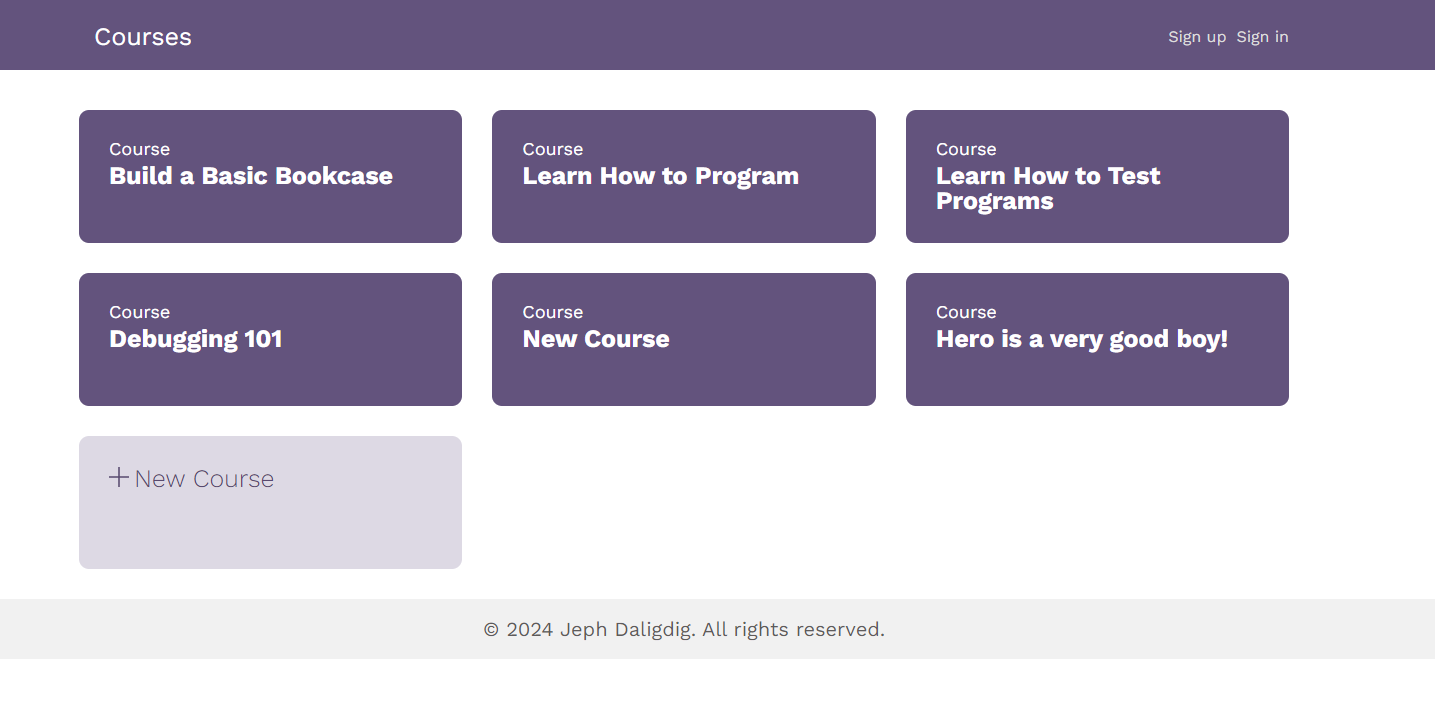 Courses
Sign up Sign in
Course
Build a Basic Bookcase
Course
Learn How to Program
Course
Learn How to Test
Programs
Course
Debugging 101
Course
New Course
Course
Hero is a very good boy!
New Course
© 2024 Jeph Daligdig. All rights reserved.